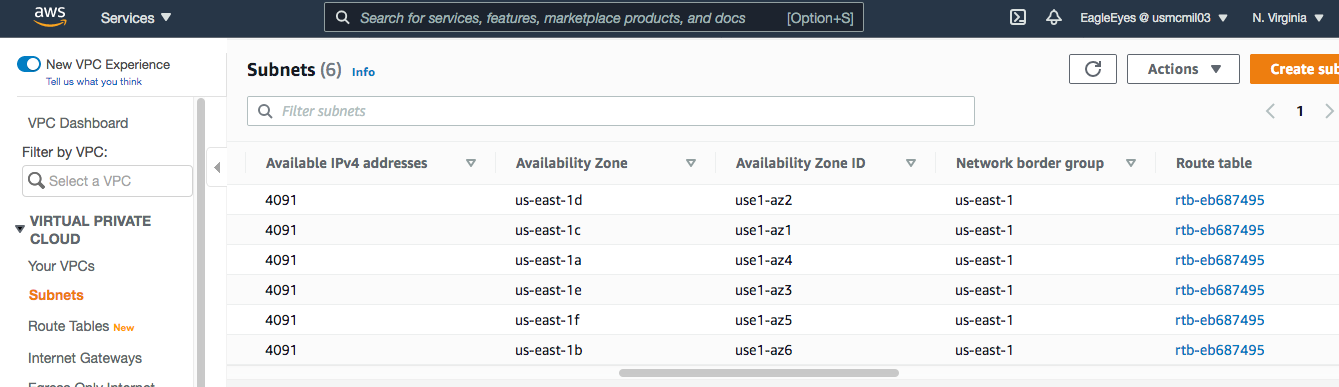 aws Services Search for services, features, marketplace products, and docs [Option+S] EagleEyes @ usmcmil03 N. Virginia
New VPC Experience
Tell us what you think
VPC Dashboard
Filter by VPC:
Select a VPC
VIRTUAL PRIVATE
CLOUD
Your VPCs
Subnets
Route Tables New
Internet Gateways
Egress Only Internet
Subnets (6) Info Actions Create sub
Filter subnets 1
Available IPv4 addresses Availability Zone Availability Zone ID Network border group Route table
4091 us-east-1d use1-az2 us-east-1 rtb-eb687495
4091 us-east-1c use1-az1 us-east-1 rtb-eb687495
4091 us-east-1a use1-az4 us-east-1 rtb-eb687495
4091 us-east-1e use1-az3 us-east-1 rtb-eb687495
4091 us-east-1f use1-az5 us-east-1 rtb-eb687495
4091 us-east-1b use1-az6 us-east-1 rtb-eb687495